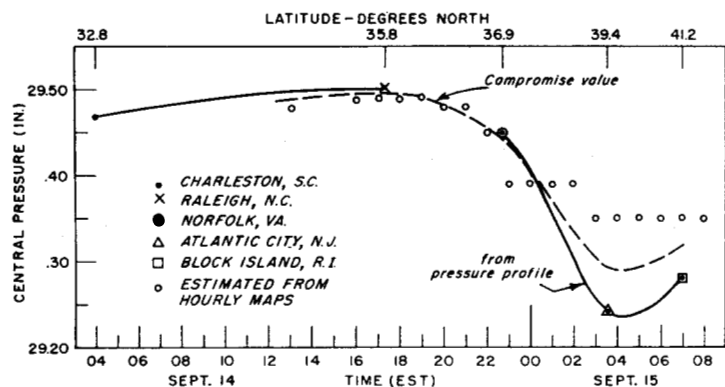 LATITUDE-DEGREES NORTH
32.8 35.8 36.9 39.4 41.2
CENTRAL PRESSURE (IN.)
29.50
.40
.30
29.20
Compromise value
from
pressure profile
CHARLESTON, S.C.
RALEIGH, N.C.
NORFOLK, VA.
ATLANTIC CITY, N.J.
BLOCK ISLAND, R.I.
ESTIMATED FROM
HOURLY MAPS
04 06 08 10 12 14 16 18 20 22 00 02 04 06 08
SEPT. 14 TIME (EST) SEPT. 15